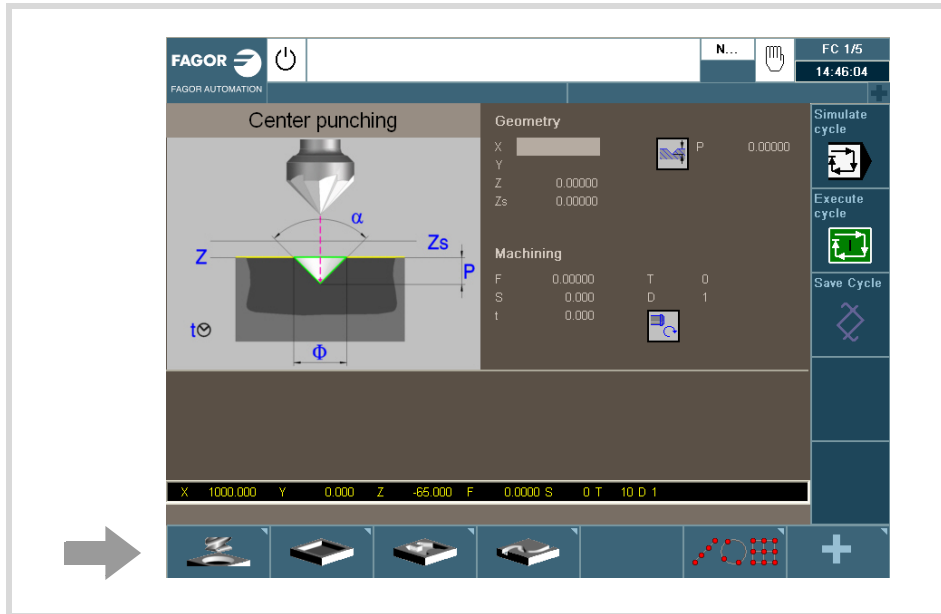 FAGOR
FAGOR AUTOMATION
N...
FC 1/5
14:46:04
Center punching
α
Z
Zs
P
t
Φ
Geometry
X
Y
Z 0.00000
Zs 0.00000
P 0.00000
Machining
F 0.00000 T 0
S 0.000 D 1
t 0.000
Simulate
cycle
Execute
cycle
Save Cycle
X 1000.000 Y 0.000 Z -65.000 F 0.0000 S 0 T 10 D 1